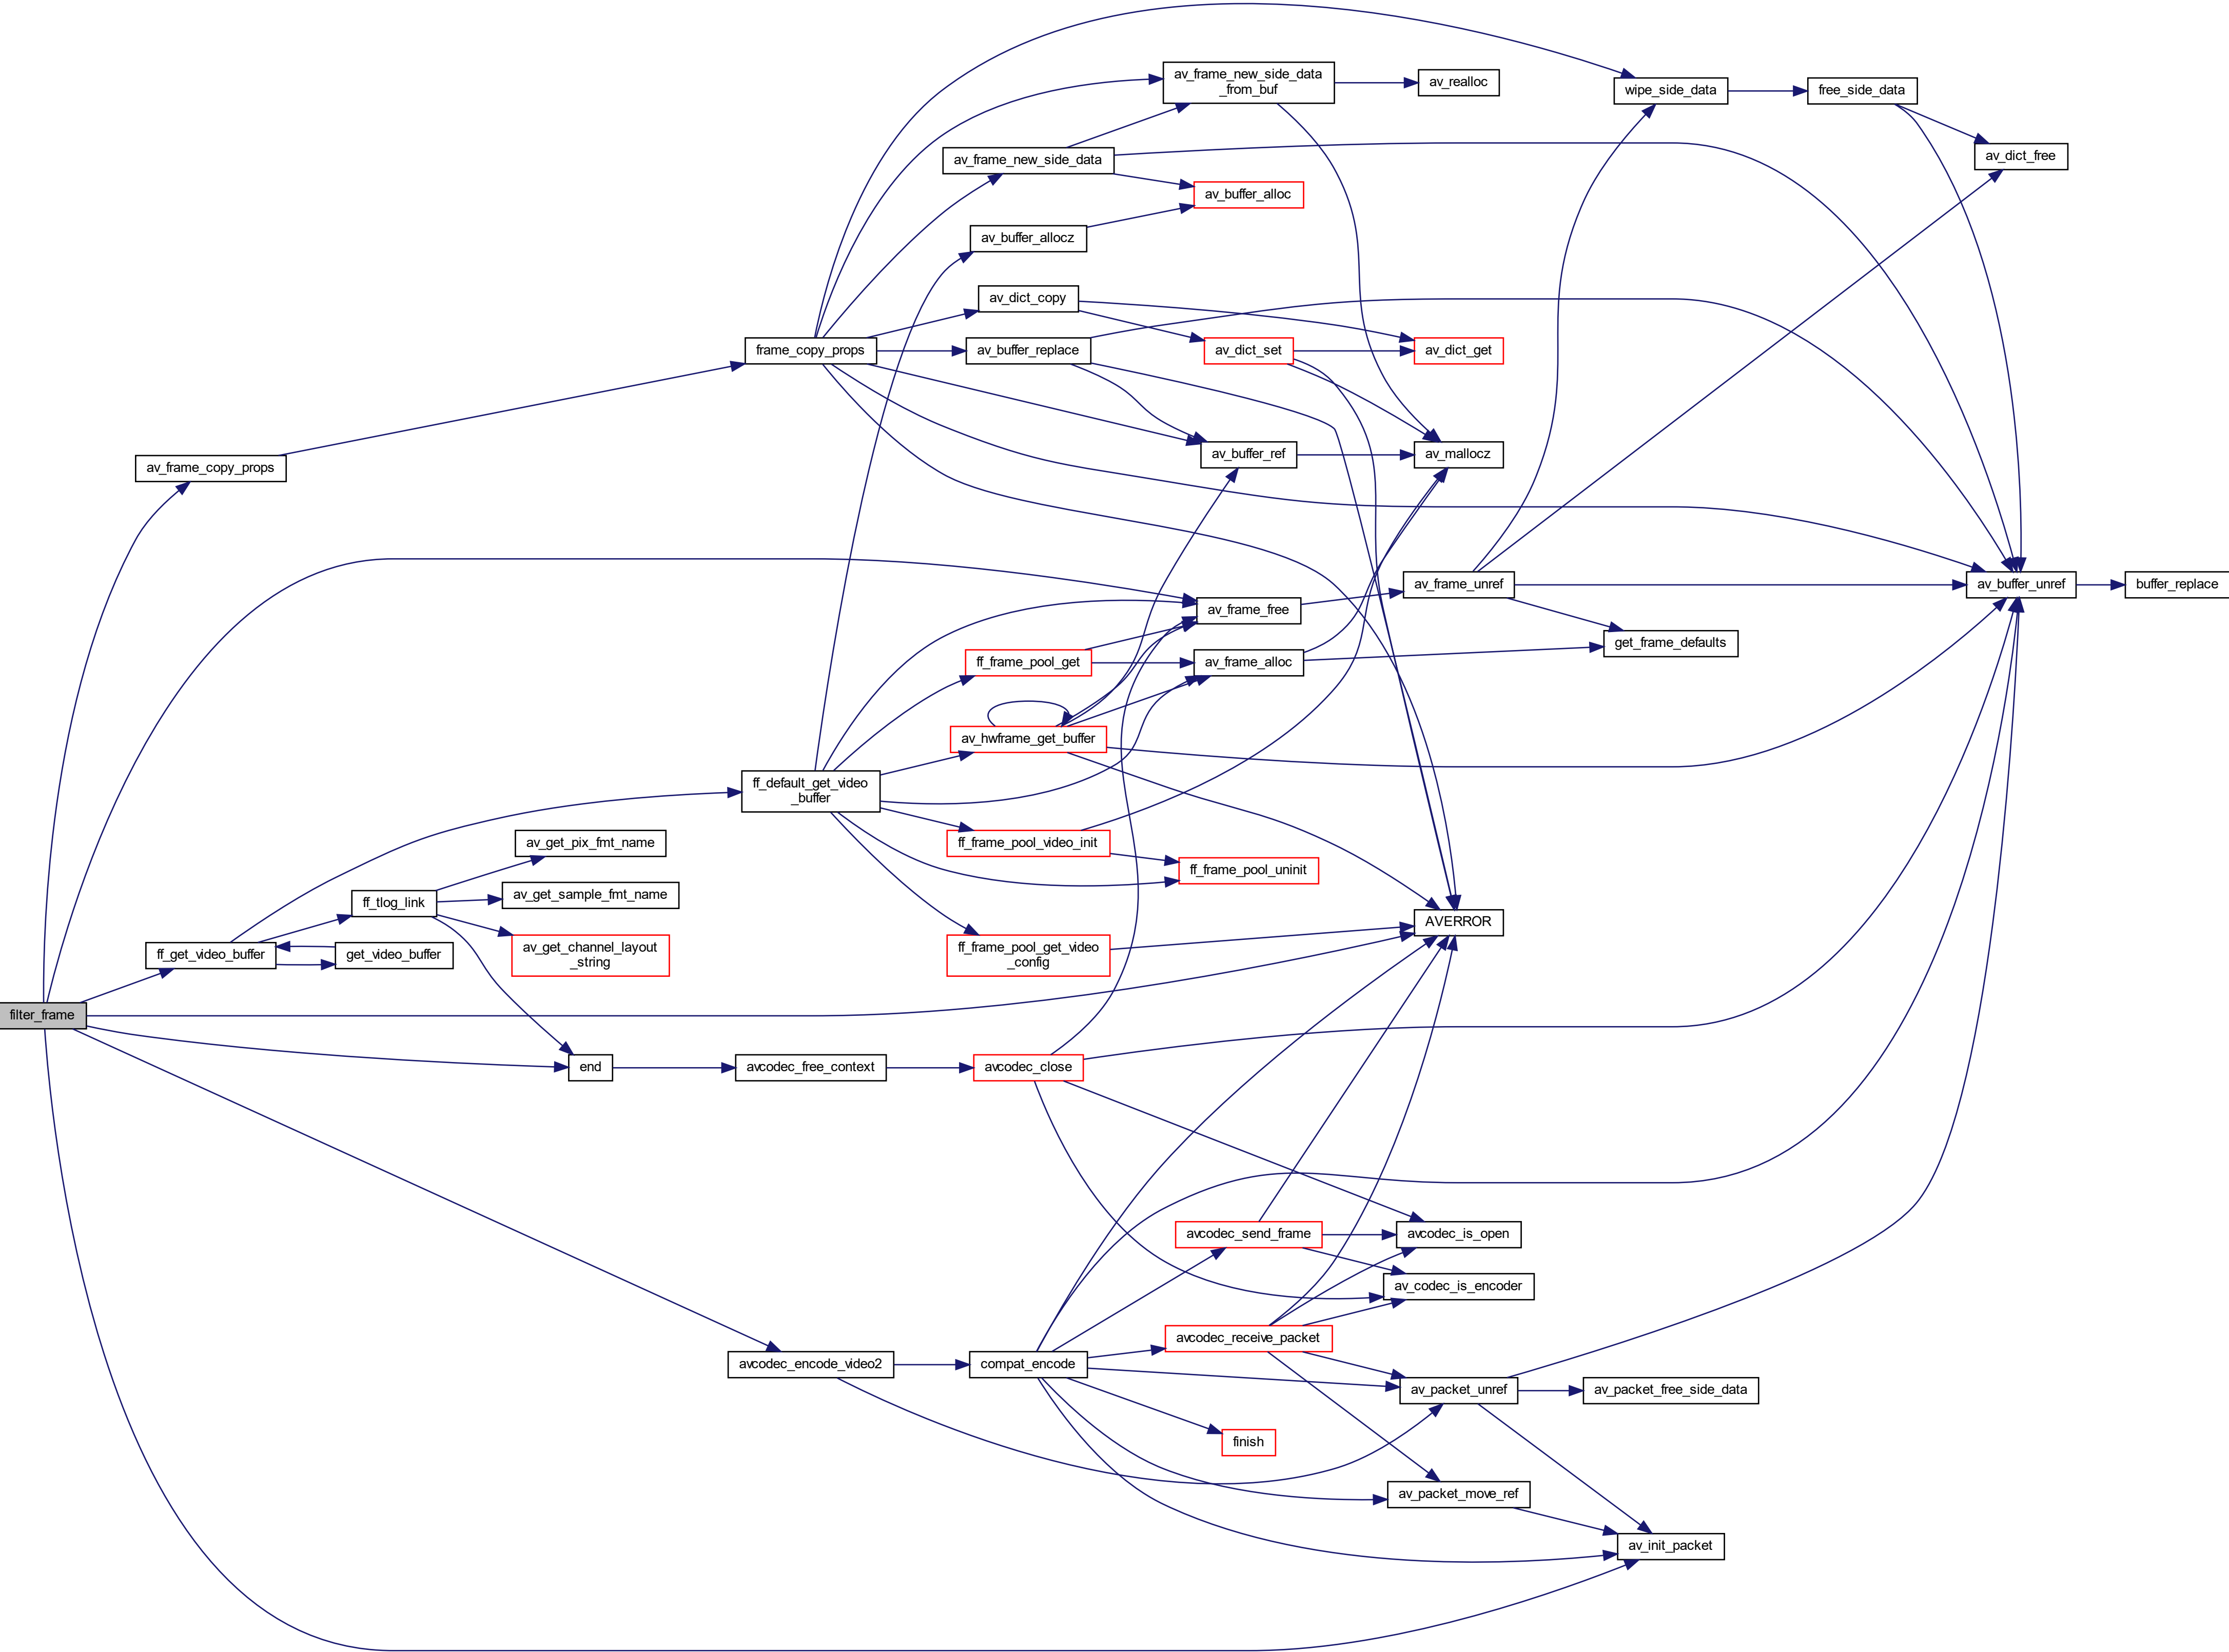 av_frame_new_side_data
_from_buf
av_realloc
wipe_side_data
free_side_data
av_frame_new_side_data
av_dict_free
av_buffer_alloc
av_buffer_allocz
av_dict_copy
frame_copy_props
av_buffer_replace
av_dict_set
av_dict_get
av_frame_copy_props
av_buffer_ref
av_mallocz
av_frame_unref
av_buffer_unref
buffer_replace
av_frame_free
get_frame_defaults
ff_frame_pool_get
av_frame_alloc
av_hwframe_get_buffer
ff_default_get_video
_buffer
av_get_pix_fmt_name
ff_frame_pool_video_init
ff_frame_pool_uninit
av_get_sample_fmt_name
ff_tlog_link
AVERROR
ff_get_video_buffer
get_video_buffer
av_get_channel_layout
_string
ff_frame_pool_get_video
_config
filter_frame
end
avcodec_free_context
avcodec_close
avcodec_send_frame
avcodec_is_open
av_codec_is_encoder
avcodec_receive_packet
avcodec_encode_video2
compat_encode
av_packet_unref
av_packet_free_side_data
finish
av_packet_move_ref
av_init_packet